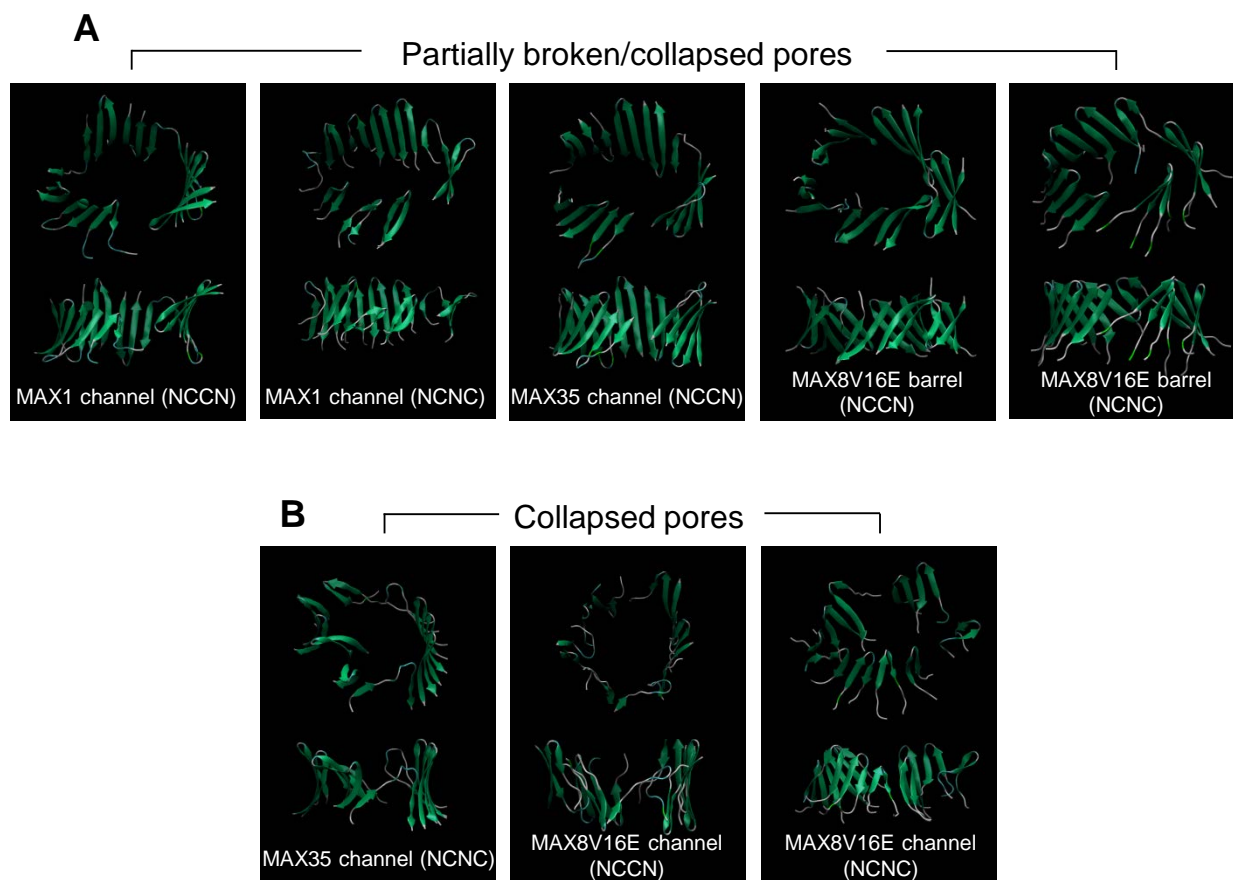 A
Partially broken/collapsed pores
MAX1 channel (NCCN)
MAX1 channel (NCNC)
MAX35 channel (NCCN)
MAX8V16E barrel
(NCCN)
MAX8V16E barrel
(NCNC)
B
Collapsed pores
MAX35 channel (NCNC)
MAX8V16E channel
(NCCN)
MAX8V16E channel
(NCNC)